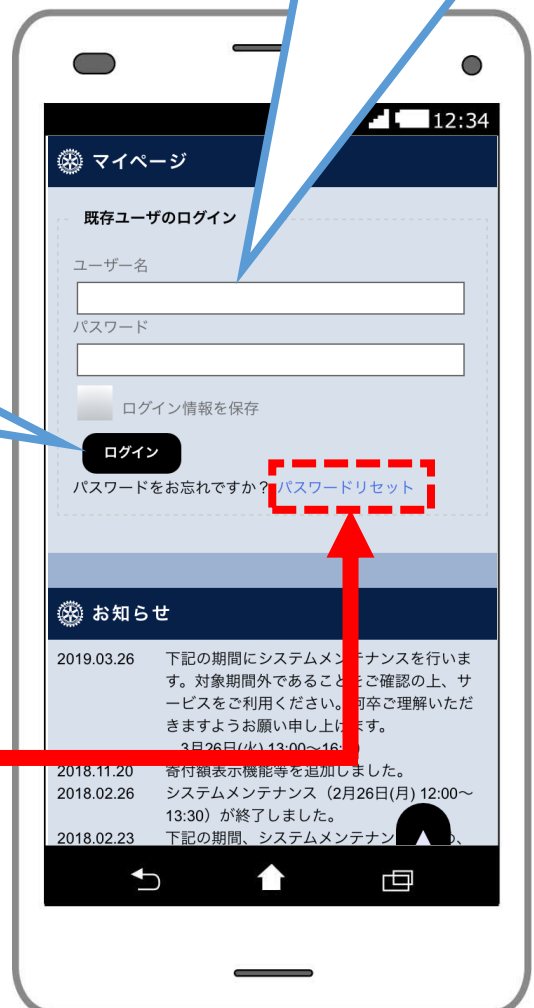 12:34
マイページ
既存ユーザのログイン
ユーザー名
パスワード
ログイン情報を保存
ログイン
パスワードをお忘れですか? パスワードリセット
お知らせ
2019.03.26 下記の期間にシステムメンテナンスを行いま
す。対象期間外であることをご確認の上、サ
ービスをご利用ください。何卒ご理解いただ
きますようお願い申し上げます。
3月26日(火) 13:00～16:
2018.11.20 寄付額表示機能等を追加しました。
2018.02.26 システムメンテナンス（2月26日(月) 12:00～
13:30）が終了しました。
2018.02.23 下記の期間、システムメンテナン